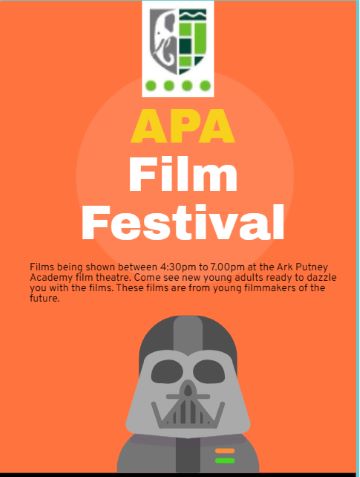 APA
Film
Festival
Films being shown between 4:30pm to 7.00pm at the Ark Putney
Academy film theatre. Come see new young adults ready to dazzle
you with the films. These films are from young filmmakers of the
future.